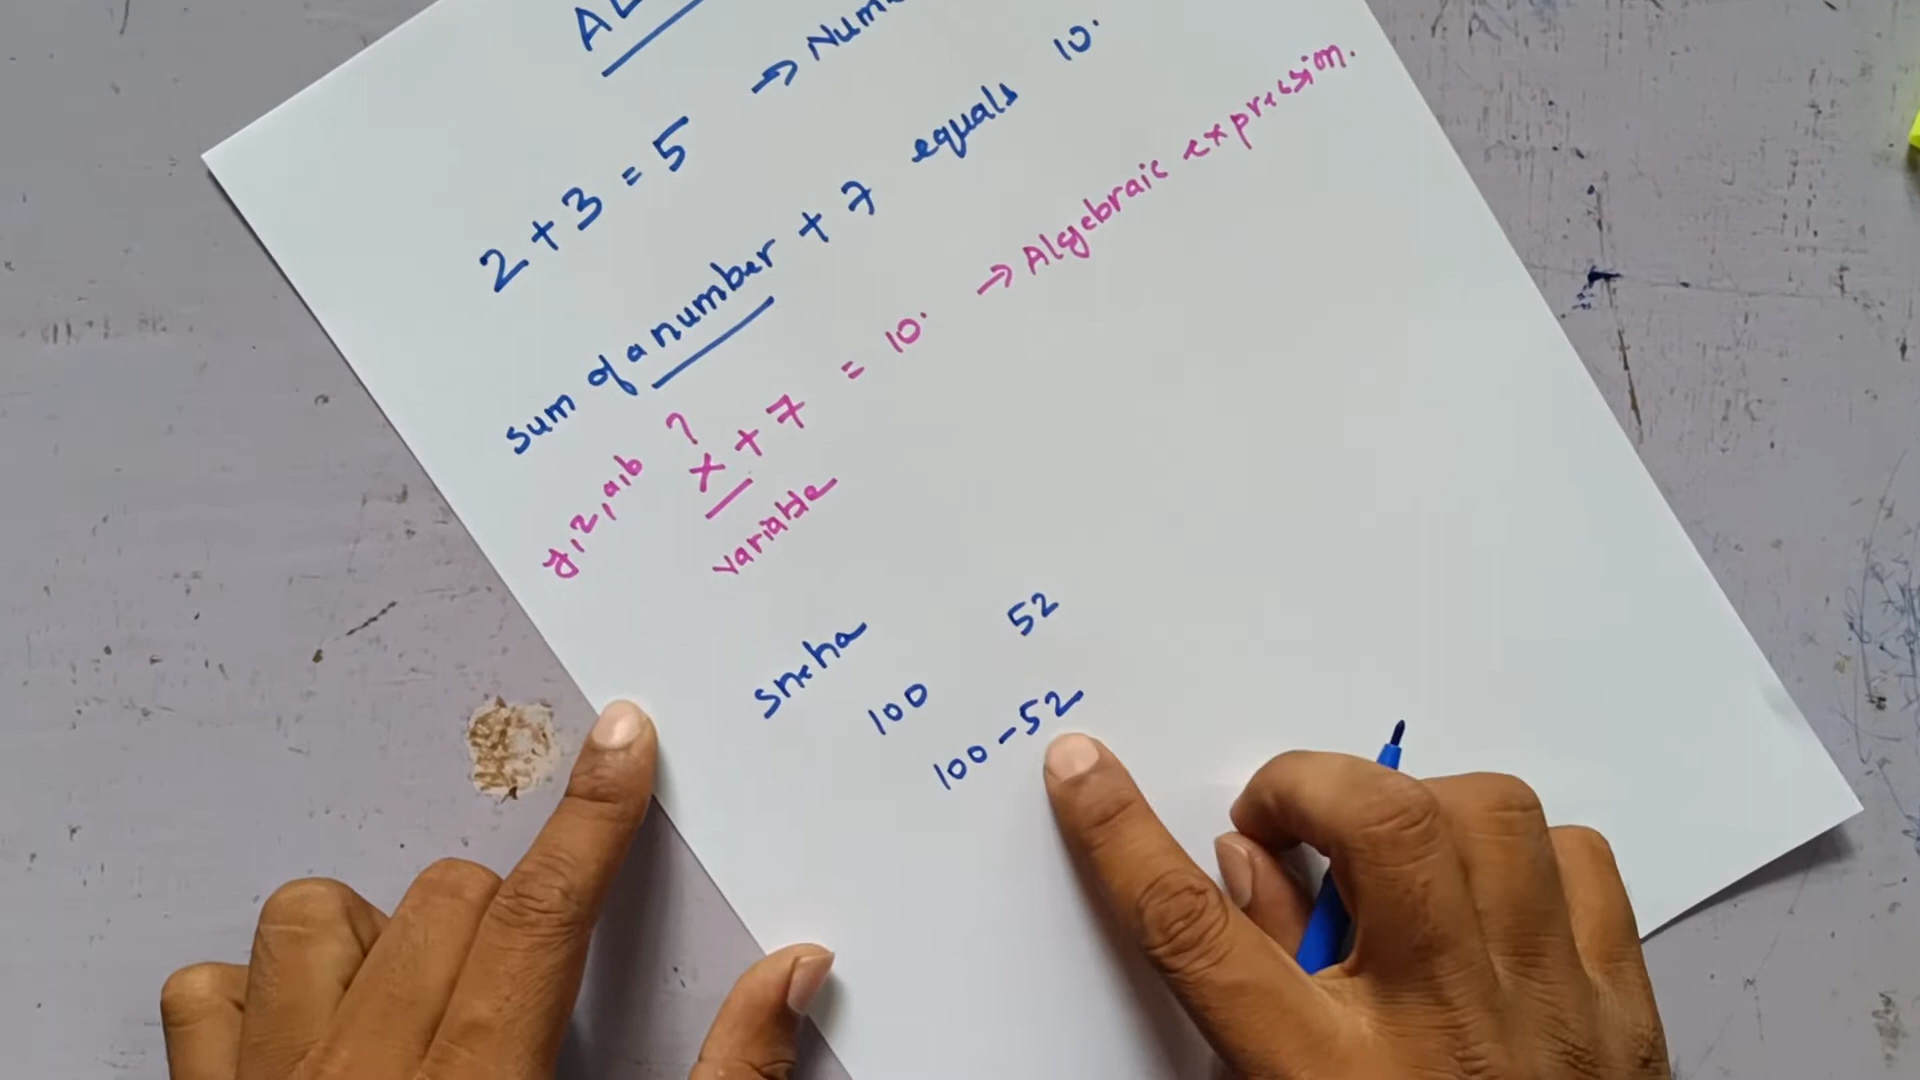 2 + 3 = 5 →
sum of a number + 7 equals 10.
?
y, z, a, b x + 7 = 10. → Algebraic expression.
variable
Sneha 52
100
100 - 52